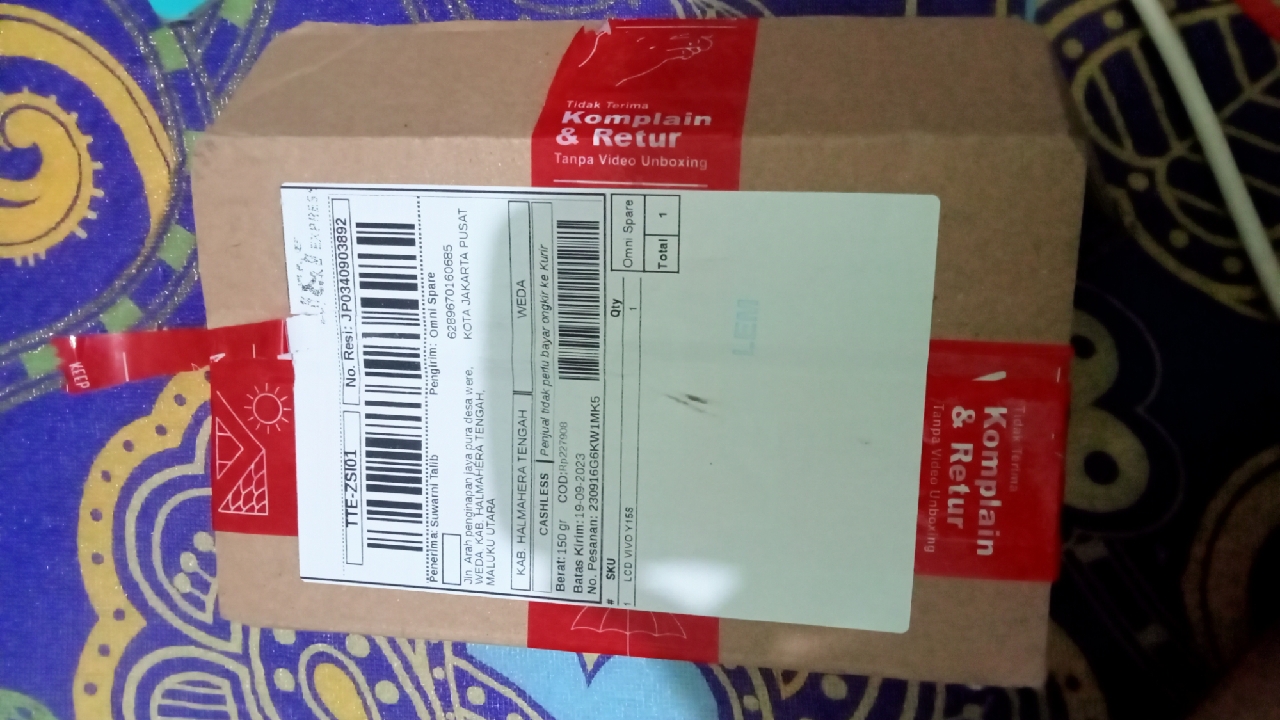 Tidak Terima
Komplain
& Retur
Tanpa Video Unboxing
EXPRES
TTE-ZSI01
No. Resi: JP0340903892
Penerima: Suwarni Talib
Pengirim: Omni Spare
6289670160685
KOTA JAKARTA PUSAT
Jln. Arah penginapan jaya pura desa were,
WEDA, KAB. HALMAHERA TENGAH,
MALUKU UTARA
KAB. HALMAHERA TENGAH
WEDA
CASHLESS
Penjual tidak perlu bayar ongkir ke Kurir
Berat: 150 gr
COD:Rp227908
Batas Kirim: 19-09-2023
No. Pesanan: 230916G6KW1MK5
# SKU Qty
1 LCD VIVO Y15S 1
Omni Spare
Total 1
LEM
KEEP
Tidak Terima
Komplain
& Retur
Tanpa Video Unboxing